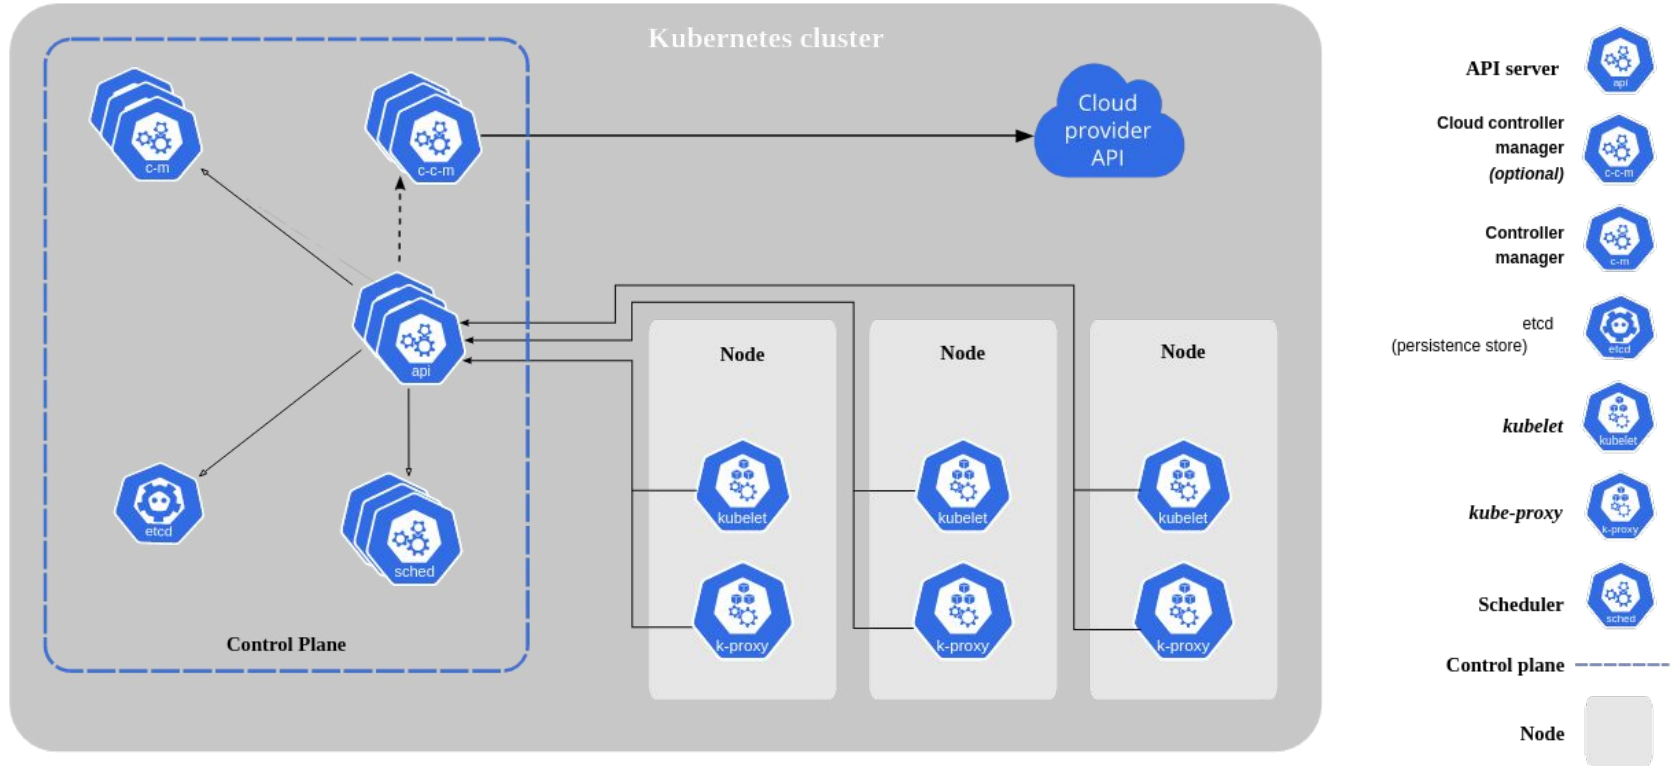 Kubernetes cluster
c-m
c-c-m
Cloud
provider
API
api
etcd
sched
Control Plane
Node
kubelet
k-proxy
Node
kubelet
k-proxy
Node
kubelet
k-proxy
API server
api
Cloud controller
manager
(optional)
c-c-m
Controller
manager
c-m
etcd
(persistence store)
etcd
kubelet
kubelet
kube-proxy
k-proxy
Scheduler
sched
Control plane
Node